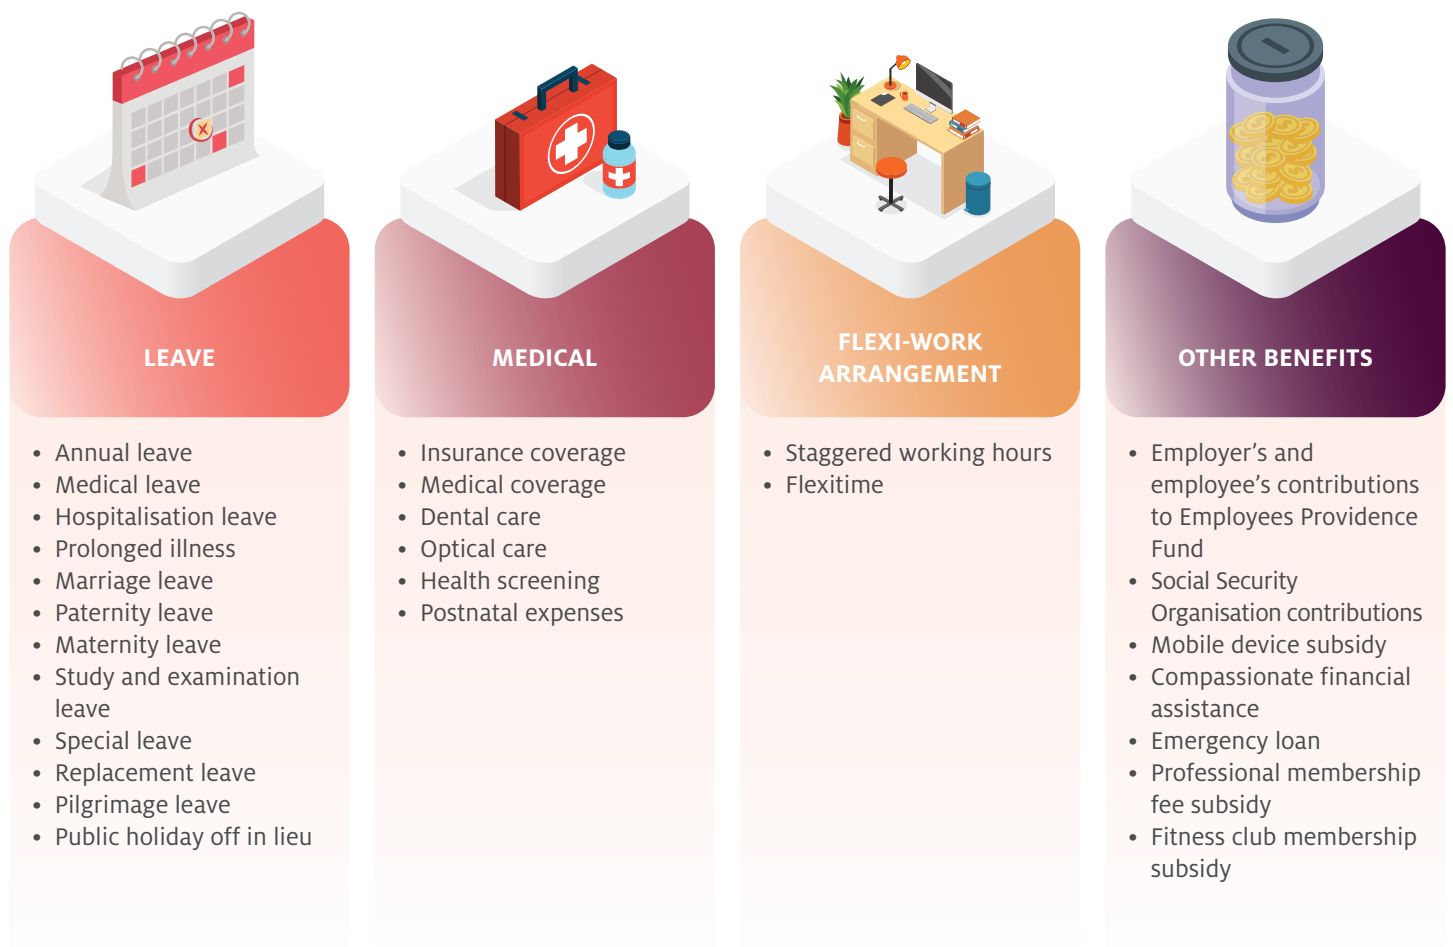 LEAVE
• Annual leave
• Medical leave
• Hospitalisation leave
• Prolonged illness
• Marriage leave
• Paternity leave
• Maternity leave
• Study and examination
leave
• Special leave
• Replacement leave
• Pilgrimage leave
• Public holiday off in lieu
MEDICAL
• Insurance coverage
• Medical coverage
• Dental care
• Optical care
• Health screening
• Postnatal expenses
FLEXI-WORK
ARRANGEMENT
• Staggered working hours
• Flexitime
OTHER BENEFITS
• Employer’s and
employee’s contributions
to Employees Providence
Fund
• Social Security
Organisation contributions
• Mobile device subsidy
• Compassionate financial
assistance
• Emergency loan
• Professional membership
fee subsidy
• Fitness club membership
subsidy